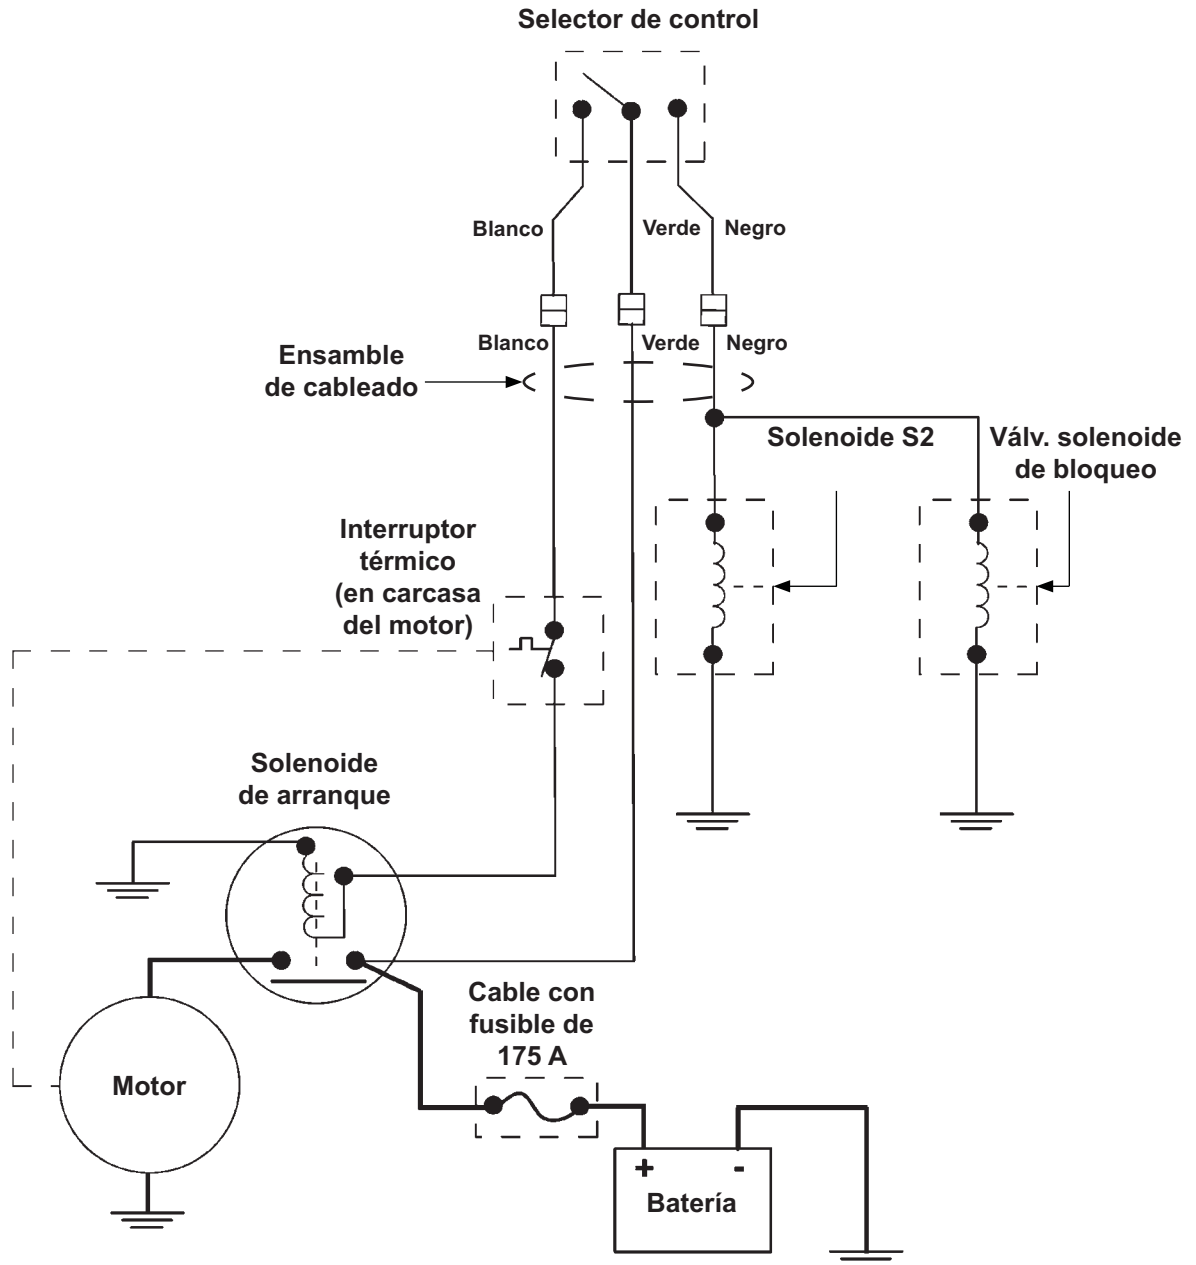 Selector de control
Blanco
Verde
Negro
Blanco
Verde
Negro
Ensamble
de cableado
Solenoide S2
Válv. solenoide
de bloqueo
Interruptor
térmico
(en carcasa
del motor)
Solenoide
de arranque
Cable con
fusible de
175 A
Motor
+ -
Batería